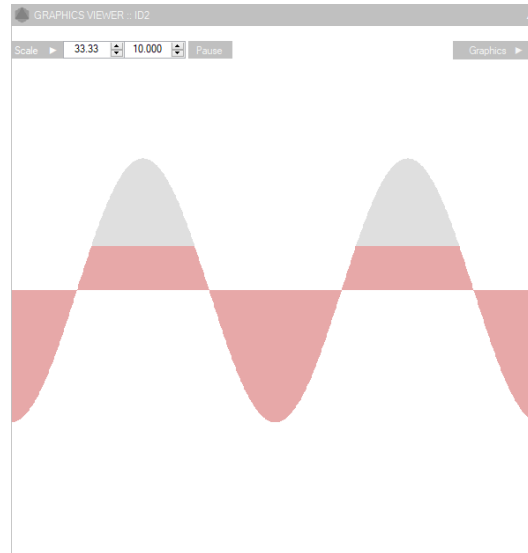 GRAPHICS VIEWER :: ID2
Scale ► 33.33 10.000 Pause Graphics ►